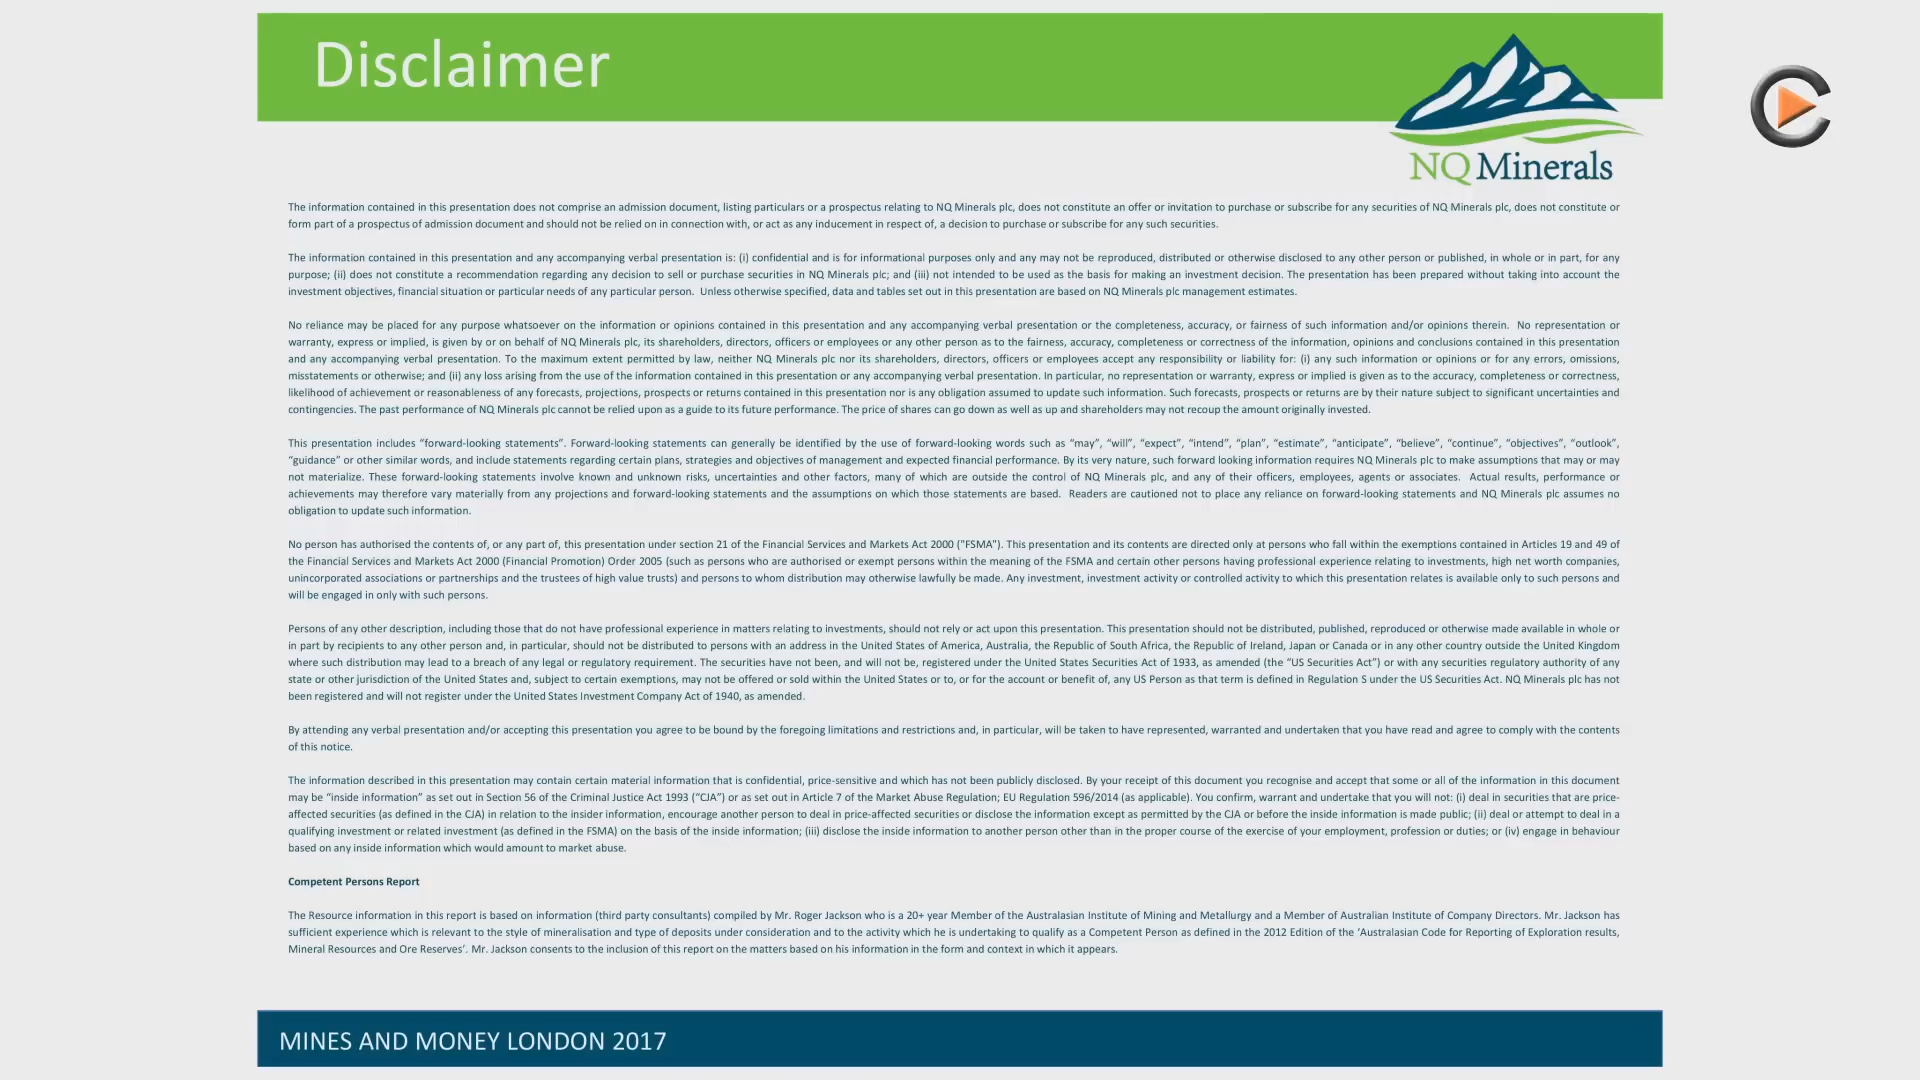 Disclaimer
NQ Minerals
The information contained in this presentation does not comprise an admission document, listing particulars or a prospectus relating to NQ Minerals plc, does not constitute an offer or invitation to purchase or subscribe for any securities of NQ Minerals plc, does not constitute or
form part of a prospectus of admission document and should not be relied on in connection with, or act as any inducement in respect of, a decision to purchase or subscribe for any such securities.
The information contained in this presentation and any accompanying verbal presentation is: (i) confidential and is for informational purposes only and any may not be reproduced, distributed or otherwise disclosed to any other person or published, in whole or in part, for any
purpose; (ii) does not constitute a recommendation regarding any decision to sell or purchase securities in NQ Minerals plc; and (iii) not intended to be used as the basis for making an investment decision. The presentation has been prepared without taking into account the
investment objectives, financial situation or particular needs of any particular person. Unless otherwise specified, data and tables set out in this presentation are based on NQ Minerals plc management estimates.
No reliance may be placed for any purpose whatsoever on the information or opinions contained in this presentation and any accompanying verbal presentation or the completeness, accuracy, or fairness of such information and/or opinions therein. No representation or
warranty, express or implied, is given by or on behalf of NQ Minerals plc, its shareholders, directors, officers or employees or any other person as to the fairness, accuracy, completeness or correctness of the information, opinions and conclusions contained in this presentation
and any accompanying verbal presentation. To the maximum extent permitted by law, neither NQ Minerals plc nor its shareholders, directors, officers or employees accept any responsibility or liability for: (i) any such information or opinions or for any errors, omissions,
misstatements or otherwise; and (ii) any loss arising from the use of the information contained in this presentation or any accompanying verbal presentation. In particular, no representation or warranty, express or implied is given as to the accuracy, completeness or correctness,
likelihood of achievement or reasonableness of any forecasts, projections, prospects or returns contained in this presentation nor is any obligation assumed to update such information. Such forecasts, prospects or returns are by their nature subject to significant uncertainties and
contingencies. The past performance of NQ Minerals plc cannot be relied upon as a guide to its future performance. The price of shares can go down as well as up and shareholders may not recoup the amount originally invested.
This presentation includes “forward-looking statements”. Forward-looking statements can generally be identified by the use of forward-looking words such as “may”, “will”, “expect”, “intend”, “plan”, “estimate”, “anticipate”, “believe”, “continue”, “objectives”, “outlook”,
“guidance” or other similar words, and include statements regarding certain plans, strategies and objectives of management and expected financial performance. By its very nature, such forward looking information requires NQ Minerals plc to make assumptions that may or may
not materialize. These forward-looking statements involve known and unknown risks, uncertainties and other factors, many of which are outside the control of NQ Minerals plc, and any of their officers, employees, agents or associates. Actual results, performance or
achievements may therefore vary materially from any projections and forward-looking statements and the assumptions on which those statements are based. Readers are cautioned not to place any reliance on forward-looking statements and NQ Minerals plc assumes no
obligation to update such information.
No person has authorised the contents of, or any part of, this presentation under section 21 of the Financial Services and Markets Act 2000 ("FSMA"). This presentation and its contents are directed only at persons who fall within the exemptions contained in Articles 19 and 49 of
the Financial Services and Markets Act 2000 (Financial Promotion) Order 2005 (such as persons who are authorised or exempt persons within the meaning of the FSMA and certain other persons having professional experience relating to investments, high net worth companies,
unincorporated associations or partnerships and the trustees of high value trusts) and persons to whom distribution may otherwise lawfully be made. Any investment, investment activity or controlled activity to which this presentation relates is available only to such persons and
will be engaged in only with such persons.
Persons of any other description, including those that do not have professional experience in matters relating to investments, should not rely or act upon this presentation. This presentation should not be distributed, published, reproduced or otherwise made available in whole or
in part by recipients to any other person and, in particular, should not be distributed to persons with an address in the United States of America, Australia, the Republic of South Africa, the Republic of Ireland, Japan or Canada or in any other country outside the United Kingdom
where such distribution may lead to a breach of any legal or regulatory requirement. The securities have not been, and will not be, registered under the United States Securities Act of 1933, as amended (the “US Securities Act”) or with any securities regulatory authority of any
state or other jurisdiction of the United States and, subject to certain exemptions, may not be offered or sold within the United States or to, or for the account or benefit of, any US Person as that term is defined in Regulation S under the US Securities Act. NQ Minerals plc has not
been registered and will not register under the United States Investment Company Act of 1940, as amended.
By attending any verbal presentation and/or accepting this presentation you agree to be bound by the foregoing limitations and restrictions and, in particular, will be taken to have represented, warranted and undertaken that you have read and agree to comply with the contents
of this notice.
The information described in this presentation may contain certain material information that is confidential, price-sensitive and which has not been publicly disclosed. By your receipt of this document you recognise and accept that some or all of the information in this document
may be “inside information” as set out in Section 56 of the Criminal Justice Act 1993 (“CJA”) or as set out in Article 7 of the Market Abuse Regulation; EU Regulation 596/2014 (as applicable). You confirm, warrant and undertake that you will not: (i) deal in securities that are price-
affected securities (as defined in the CJA) in relation to the insider information, encourage another person to deal in price-affected securities or disclose the information except as permitted by the CJA or before the inside information is made public; (ii) deal or attempt to deal in a
qualifying investment or related investment (as defined in the FSMA) on the basis of the inside information; (iii) disclose the inside information to another person other than in the proper course of the exercise of your employment, profession or duties; or (iv) engage in behaviour
based on any inside information which would amount to market abuse.
Competent Persons Report
The Resource information in this report is based on information (third party consultants) compiled by Mr. Roger Jackson who is a 20+ year Member of the Australasian Institute of Mining and Metallurgy and a Member of Australian Institute of Company Directors. Mr. Jackson has
sufficient experience which is relevant to the style of mineralisation and type of deposits under consideration and to the activity which he is undertaking to qualify as a Competent Person as defined in the 2012 Edition of the ‘Australasian Code for Reporting of Exploration results,
Mineral Resources and Ore Reserves’. Mr. Jackson consents to the inclusion of this report on the matters based on his information in the form and context in which it appears.
MINES AND MONEY LONDON 2017